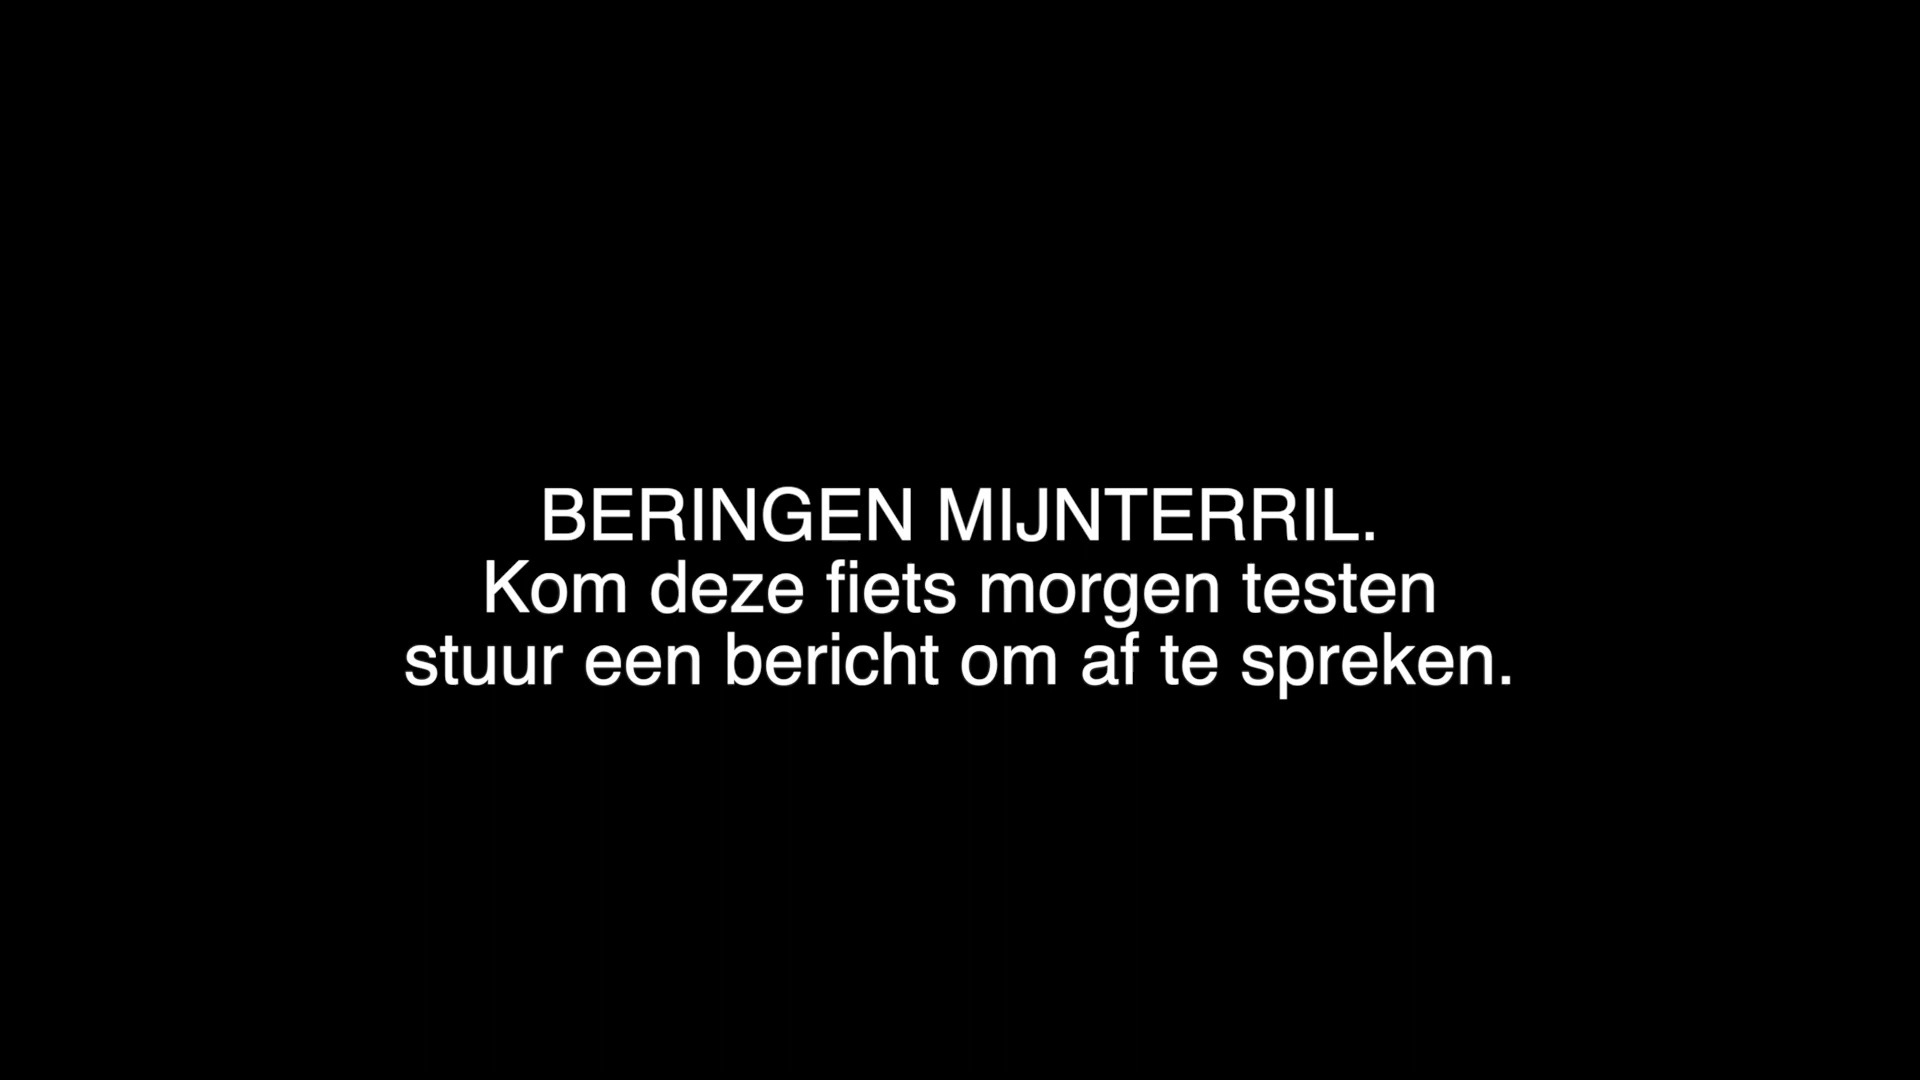 BERINGEN MIJNTERRIL.
Kom deze fiets morgen testen
stuur een bericht om af te spreken.